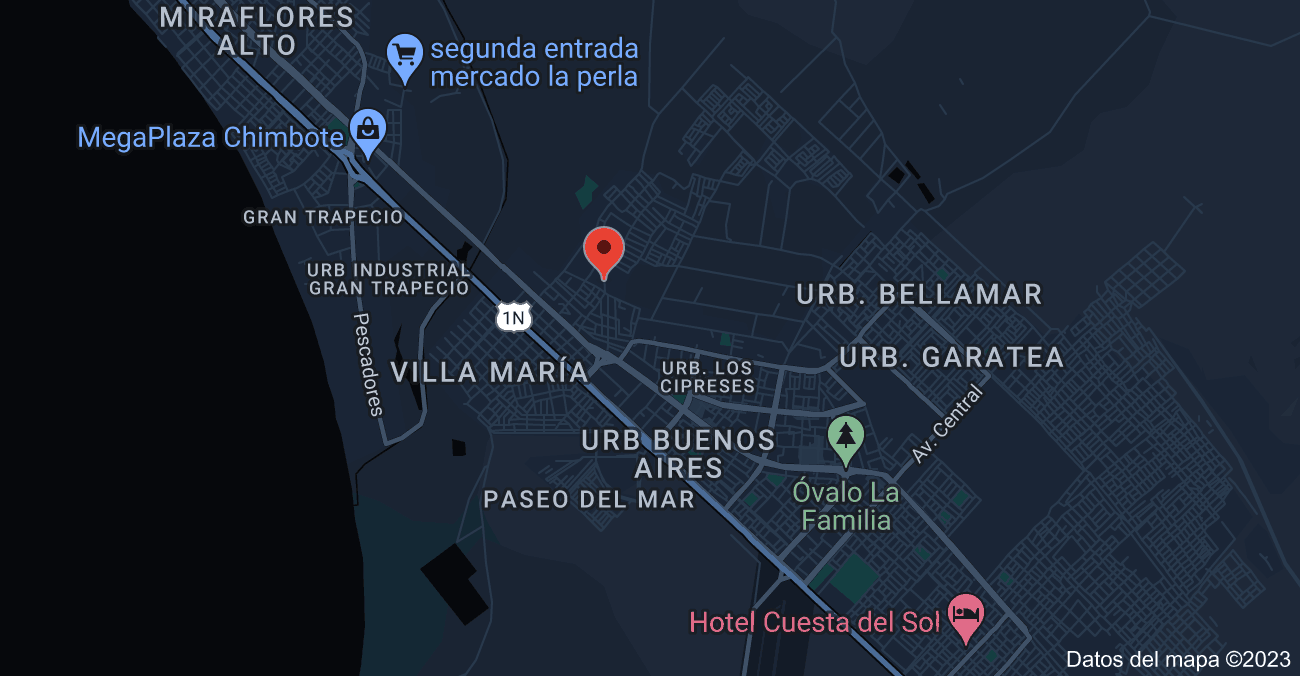 MIRAFLORES
ALTO
segunda entrada
mercado la perla
MegaPlaza Chimbote
GRAN TRAPECIO
URB INDUSTRIAL
GRAN TRAPECIO
URB. BELLAMAR
1N
Pescadores
URB. GARATEA
VILLA MARÍA
URB. LOS
CIPRESES
Av. Central
URB BUENOS
AIRES
PASEO DEL MAR
Óvalo La
Familia
Hotel Cuesta del Sol
Datos del mapa ©2023